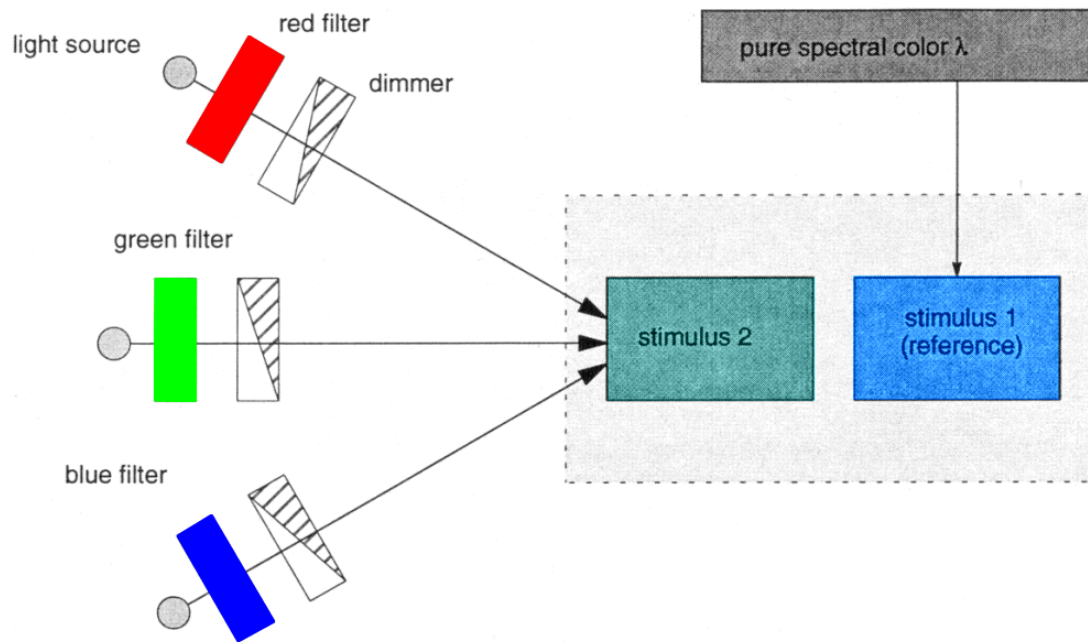 light source
red filter
dimmer
pure spectral color λ
green filter
stimulus 2
stimulus 1
(reference)
blue filter